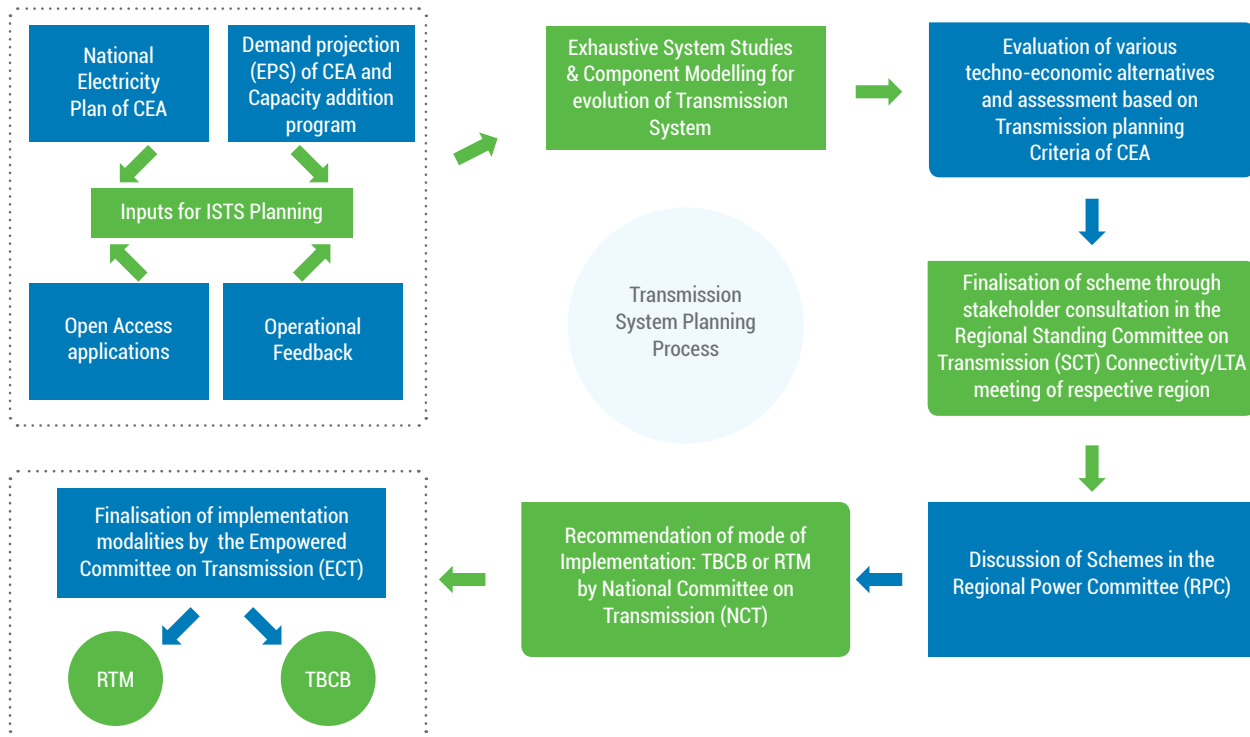 National
Electricity
Plan of CEA
Demand projection
(EPS) of CEA and
Capacity addition
program
Inputs for ISTS Planning
Open Access
applications
Operational
Feedback
Exhaustive System Studies
& Component Modelling for
evolution of Transmission
System
Evaluation of various
techno-economic alternatives
and assessment based on
Transmission planning
Criteria of CEA
Transmission
System Planning
Process
Finalisation of scheme through
stakeholder consultation in the
Regional Standing Committee on
Transmission (SCT) Connectivity/LTA
meeting of respective region
Discussion of Schemes in the
Regional Power Committee (RPC)
Recommendation of mode of
Implementation: TBCB or RTM
by National Committee on
Transmission (NCT)
Finalisation of implementation
modalities by the Empowered
Committee on Transmission (ECT)
RTM
TBCB